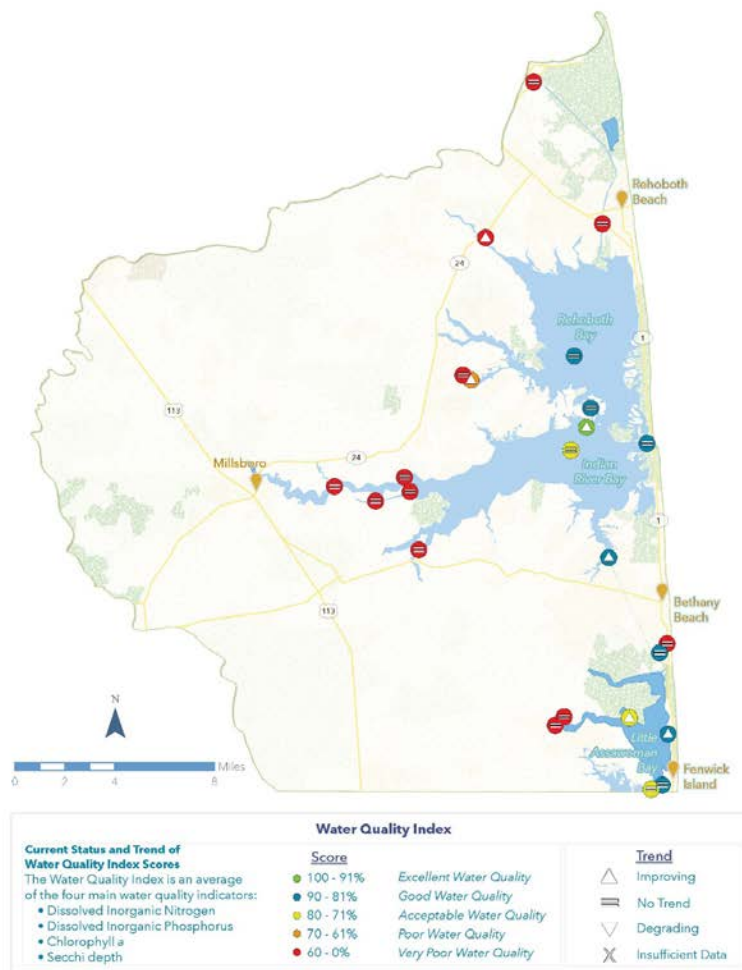 Rehoboth
Beach
24
Rehoboth
Bay
1
113
24
Millsboro
Indian
River Bay
1
Bethany
Beach
113
N
Little
Assawoman
Bay
Fenwick
Island
Miles
0 2 4 8
Water Quality Index
Current Status and Trend of
Water Quality Index Scores
The Water Quality Index is an average
of the four main water quality indicators:
• Dissolved Inorganic Nitrogen
• Dissolved Inorganic Phosphorus
• Chlorophyll a
• Secchi depth
Score
100 - 91% Excellent Water Quality
90 - 81% Good Water Quality
80 - 71% Acceptable Water Quality
70 - 61% Poor Water Quality
60 - 0% Very Poor Water Quality
Trend
Improving
No Trend
Degrading
Insufficient Data